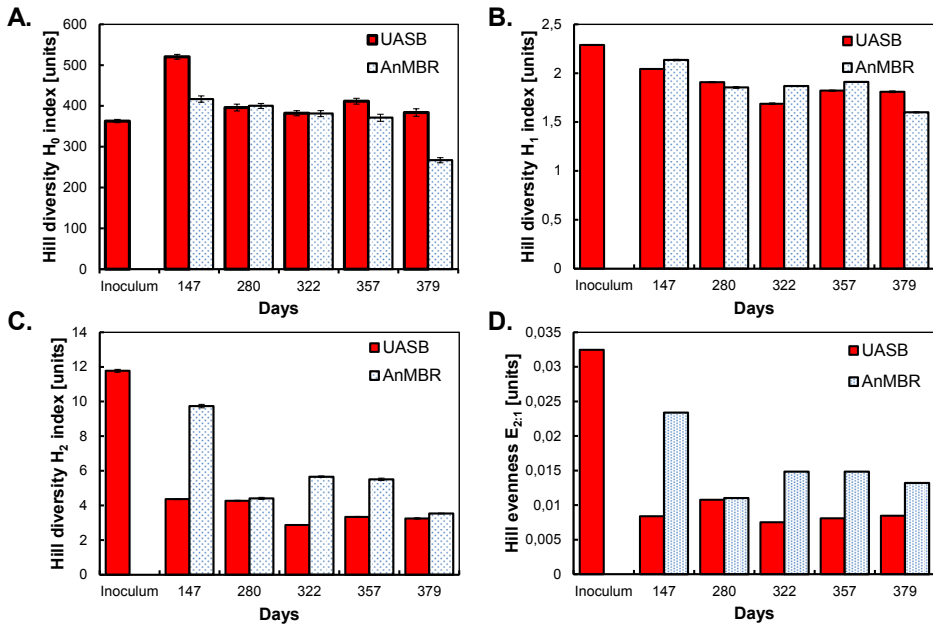 A.
Hill diversity H₀ index [units]
600
500
400
300
200
100
0
UASB
AnMBR
Inoculum 147 280 322 357 379
Days
B.
Hill diversity H₁ index [units]
2,5
2
1,5
1
0,5
0
UASB
AnMBR
Inoculum 147 280 322 357 379
Days
C.
Hill diversity H₂ index [units]
14
12
10
8
6
4
2
0
UASB
AnMBR
Inoculum 147 280 322 357 379
Days
D.
Hill evenness E₂:₁ [units]
0,035
0,03
0,025
0,02
0,015
0,01
0,005
0
UASB
AnMBR
Inoculum 147 280 322 357 379
Days